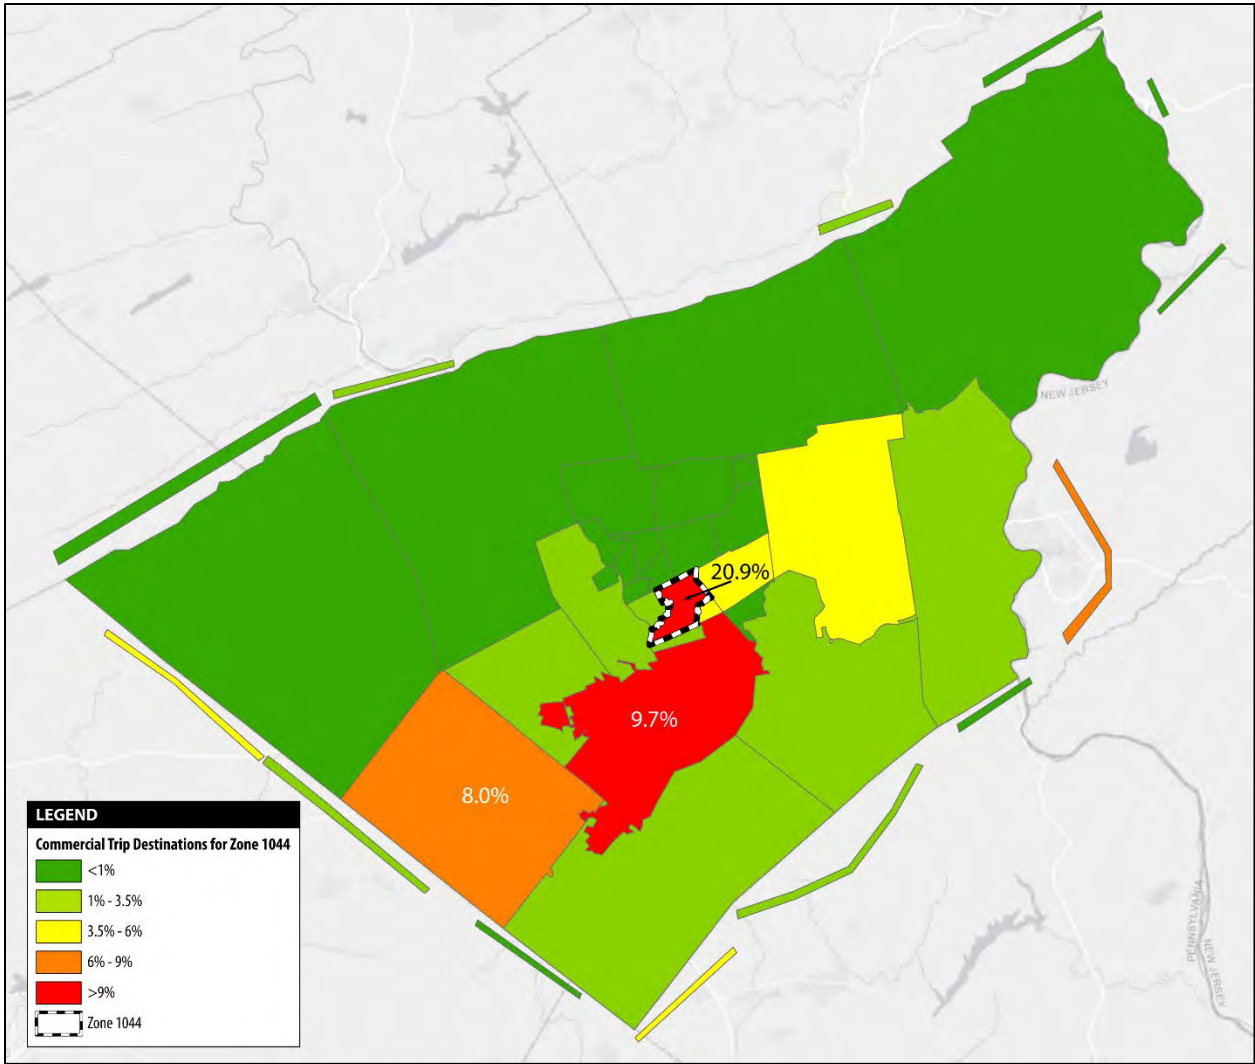 NEW JERSEY
20.9%
9.7%
8.0%
LEGEND
Commercial Trip Destinations for Zone 1044
<1%
1% - 3.5%
3.5% - 6%
6% - 9%
>9%
Zone 1044
PENNSYLVANIA
NEW JERSEY